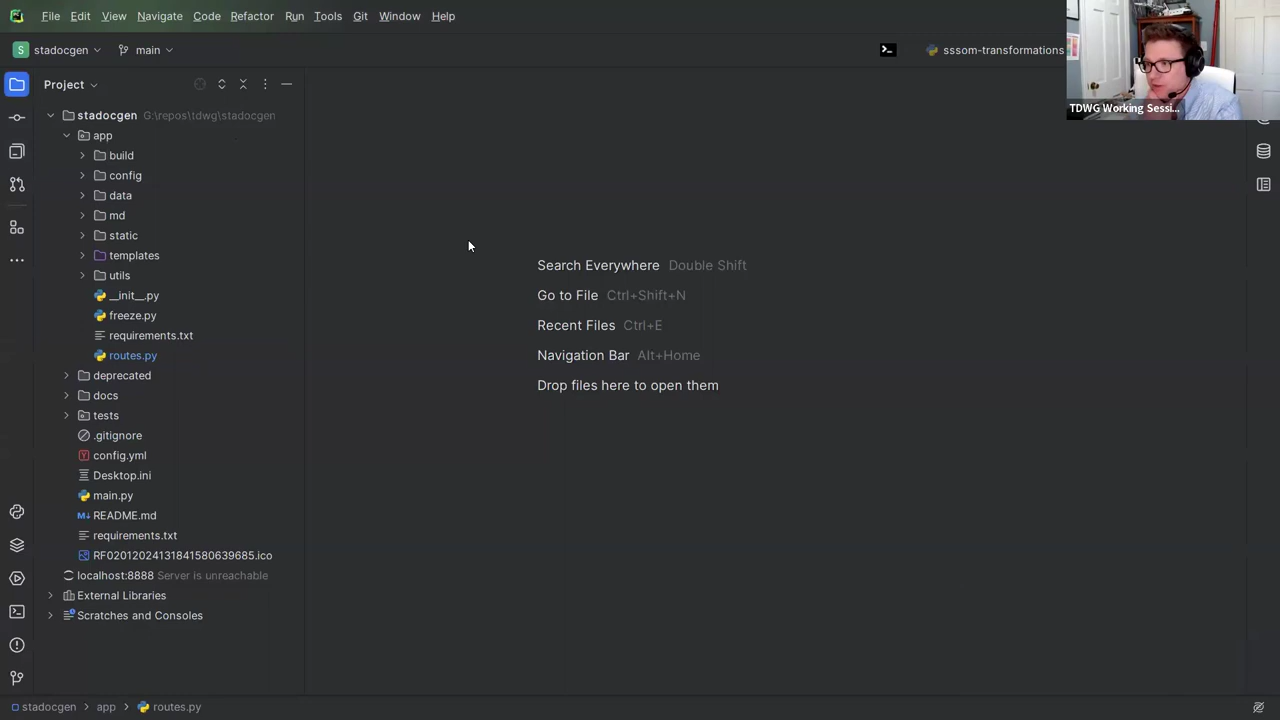 File Edit View Navigate Code Refactor Run Tools Git Window Help
S stadocgen main sssom-transformations
Project
TDWG Working Sessi...
stadocgen G:\repos\tdwg\stadocgen
app
build
config
data
md
static
templates
utils
__init__.py
freeze.py
requirements.txt
routes.py
deprecated
docs
tests
.gitignore
config.yml
Desktop.ini
main.py
README.md
requirements.txt
RF0201202413184158063​9685.ico
localhost:8888 Server is unreachable
External Libraries
Scratches and Consoles
Search Everywhere Double Shift
Go to File Ctrl+Shift+N
Recent Files Ctrl+E
Navigation Bar Alt+Home
Drop files here to open them
stadocgen > app > routes.py